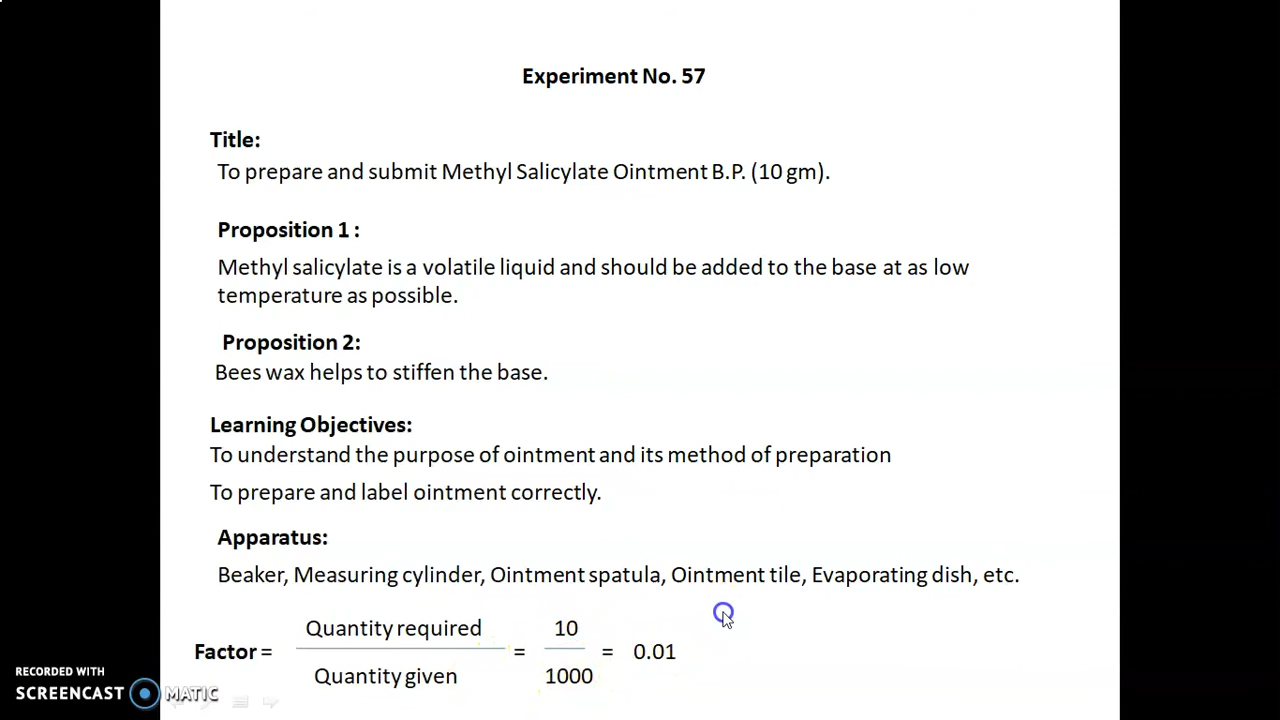 Experiment No. 57
Title:
To prepare and submit Methyl Salicylate Ointment B.P. (10 gm).
Proposition 1 :
Methyl salicylate is a volatile liquid and should be added to the base at as low
temperature as possible.
Proposition 2:
Bees wax helps to stiffen the base.
Learning Objectives:
To understand the purpose of ointment and its method of preparation
To prepare and label ointment correctly.
Apparatus:
Beaker, Measuring cylinder, Ointment spatula, Ointment tile, Evaporating dish, etc.
Quantity required 10
Factor = = = 0.01
Quantity given 1000
RECORDED WITH
SCREENCAST MATIC